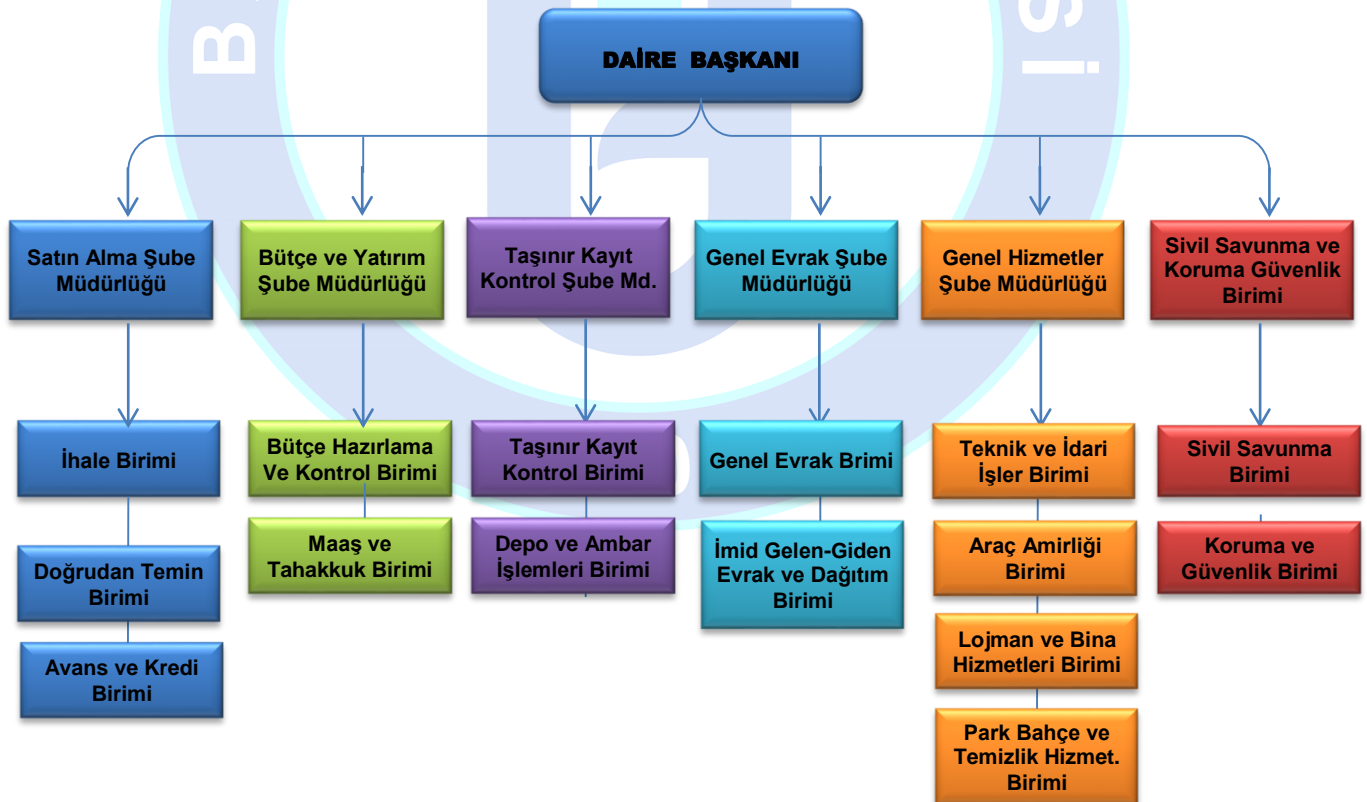 B
İ
S
DAİRE BAŞKANI
Satın Alma Şube
Müdürlüğü
Bütçe ve Yatırım
Şube Müdürlüğü
Taşınır Kayıt
Kontrol Şube Md.
Genel Evrak Şube
Müdürlüğü
Genel Hizmetler
Şube Müdürlüğü
Sivil Savunma ve
Koruma Güvenlik
Birimi
İhale Birimi
Bütçe Hazırlama
Ve Kontrol Birimi
Taşınır Kayıt
Kontrol Birimi
Genel Evrak Brimi
Teknik ve İdari
İşler Birimi
Sivil Savunma
Birimi
Doğrudan Temin
Birimi
Maaş ve
Tahakkuk Birimi
Depo ve Ambar
İşlemleri Birimi
İmid Gelen-Giden
Evrak ve Dağıtım
Birimi
Araç Amirliği
Birimi
Koruma ve
Güvenlik Birimi
Avans ve Kredi
Birimi
Lojman ve Bina
Hizmetleri Birimi
Park Bahçe ve
Temizlik Hizmet.
Birimi